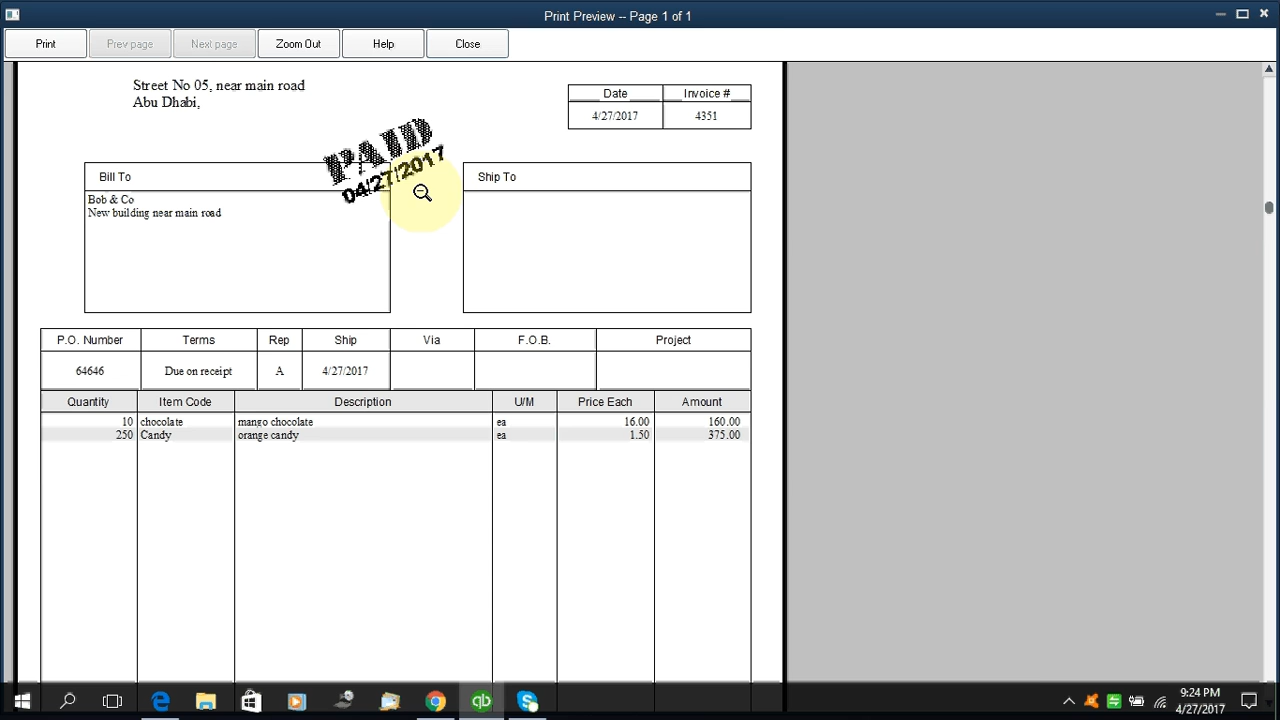 Print Preview -- Page 1 of 1
Print Prev page Next page Zoom Out Help Close
Street No 05, near main road
Abu Dhabi,
Date Invoice #
4/27/2017 4351
PAID
04/27/2017
Bill To
Bob & Co
New building near main road
Ship To
P.O. Number Terms Rep Ship Via F.O.B. Project
64646 Due on receipt A 4/27/2017
Quantity Item Code Description U/M Price Each Amount
10 chocolate mango chocolate ea 16.00 160.00
250 Candy orange candy ea 1.50 375.00
9:24 PM
4/27/2017